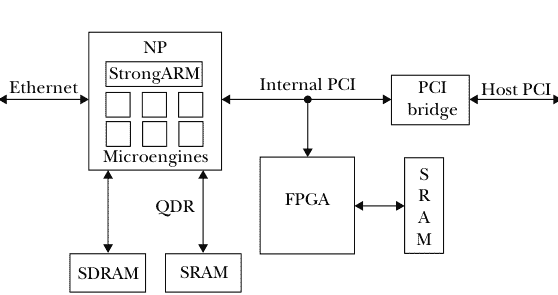 NP
StrongARM
Ethernet
Internal PCI
PCI
bridge
Host PCI
Microengines
QDR
FPGA
S
R
A
M
SDRAM
SRAM